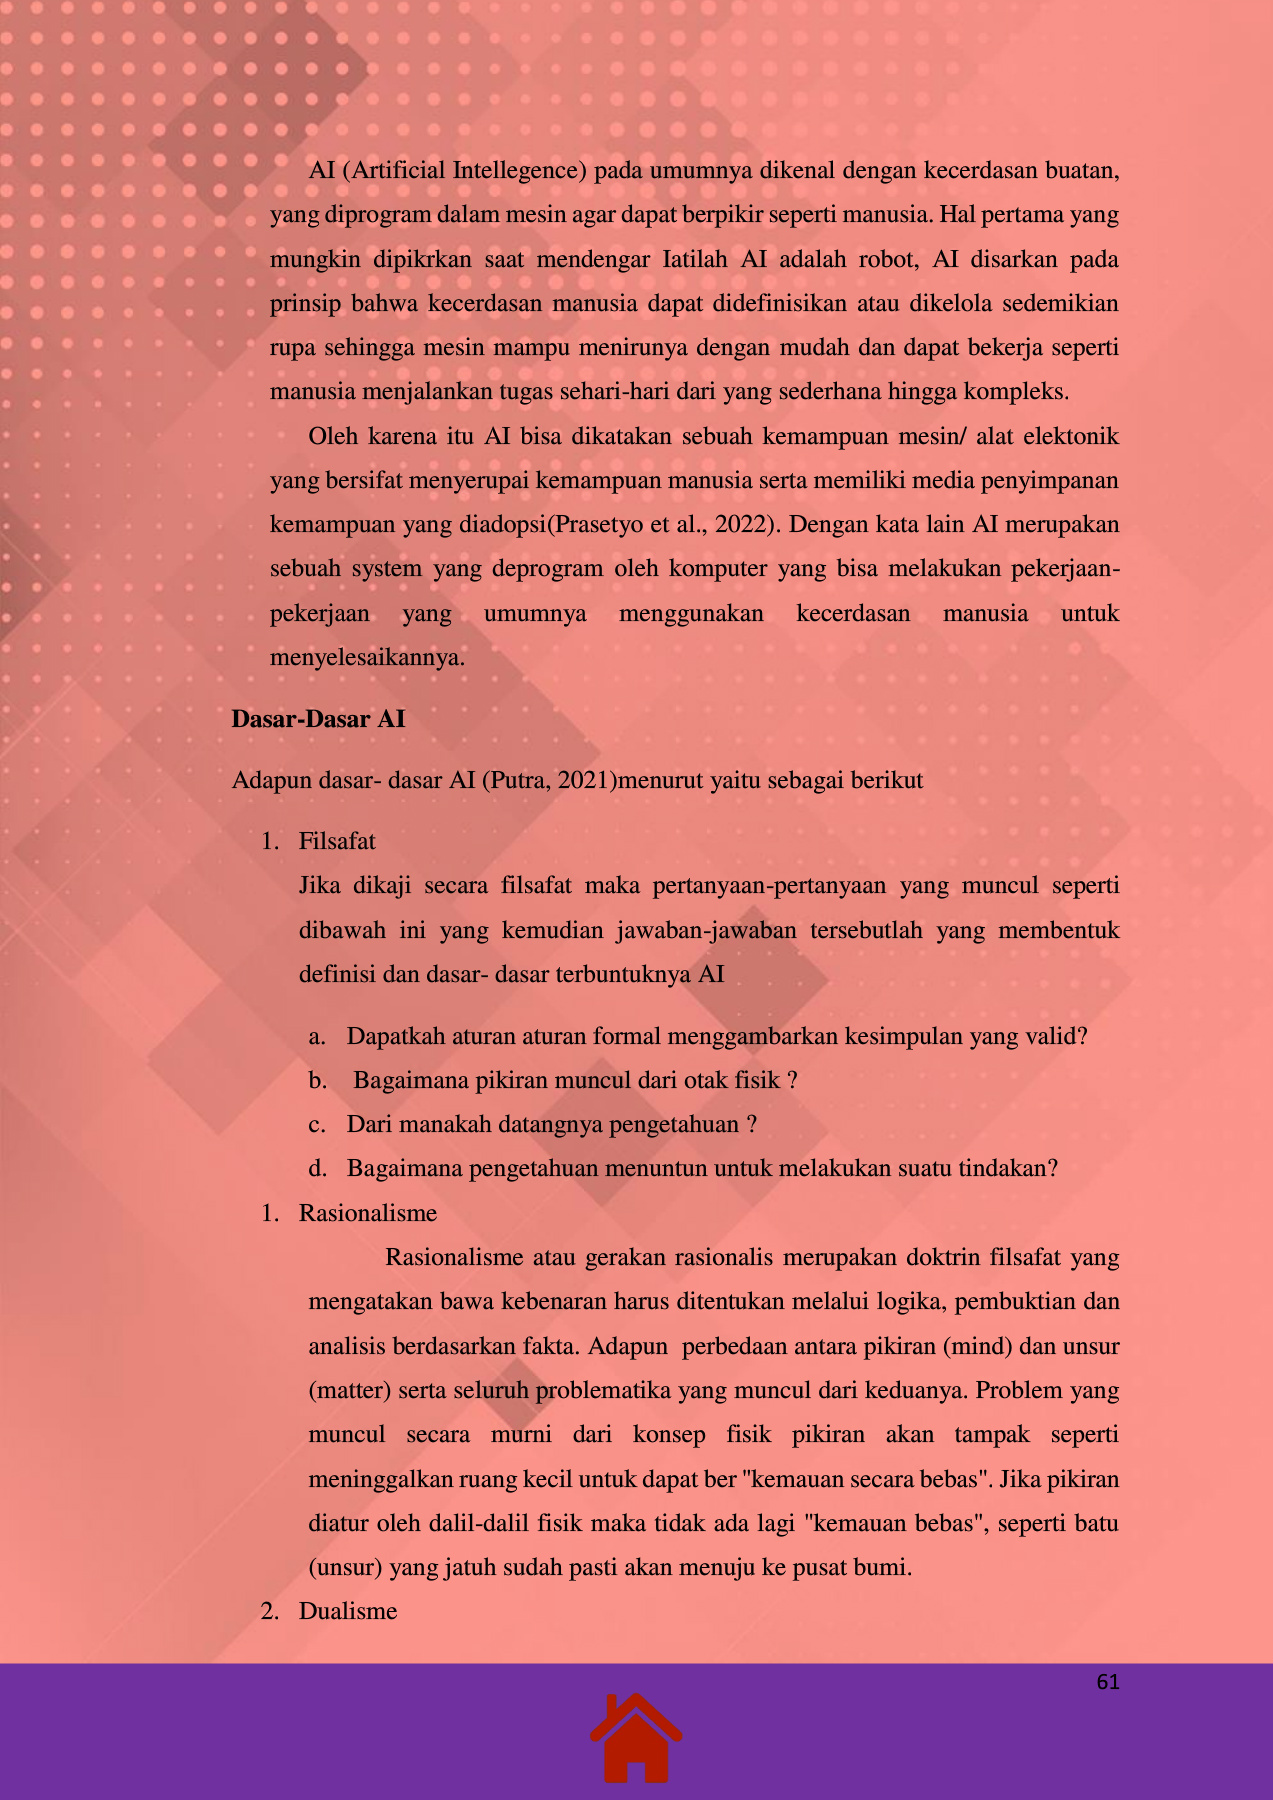 AI (Artificial Intellegence) pada umumnya dikenal dengan kecerdasan buatan,
yang diprogram dalam mesin agar dapat berpikir seperti manusia. Hal pertama yang
mungkin dipikrkan saat mendengar Iatilah AI adalah robot, AI disarkan pada
prinsip bahwa kecerdasan manusia dapat didefinisikan atau dikelola sedemikian
rupa sehingga mesin mampu menirunya dengan mudah dan dapat bekerja seperti
manusia menjalankan tugas sehari-hari dari yang sederhana hingga kompleks.
Oleh karena itu AI bisa dikatakan sebuah kemampuan mesin/ alat elektonik
yang bersifat menyerupai kemampuan manusia serta memiliki media penyimpanan
kemampuan yang diadopsi(Prasetyo et al., 2022). Dengan kata lain AI merupakan
sebuah system yang deprogram oleh komputer yang bisa melakukan pekerjaan-
pekerjaan yang umumnya menggunakan kecerdasan manusia untuk
menyelesaikannya.
Dasar-Dasar AI
Adapun dasar- dasar AI (Putra, 2021)menurut yaitu sebagai berikut
1. Filsafat
Jika dikaji secara filsafat maka pertanyaan-pertanyaan yang muncul seperti
dibawah ini yang kemudian jawaban-jawaban tersebutlah yang membentuk
definisi dan dasar- dasar terbuntuknya AI
a. Dapatkah aturan aturan formal menggambarkan kesimpulan yang valid?
b. Bagaimana pikiran muncul dari otak fisik ?
c. Dari manakah datangnya pengetahuan ?
d. Bagaimana pengetahuan menuntun untuk melakukan suatu tindakan?
1. Rasionalisme
Rasionalisme atau gerakan rasionalis merupakan doktrin filsafat yang
mengatakan bawa kebenaran harus ditentukan melalui logika, pembuktian dan
analisis berdasarkan fakta. Adapun  perbedaan antara pikiran (mind) dan unsur
(matter) serta seluruh problematika yang muncul dari keduanya. Problem yang
muncul secara murni dari konsep fisik pikiran akan tampak seperti
meninggalkan ruang kecil untuk dapat ber "kemauan secara bebas". Jika pikiran
diatur oleh dalil-dalil fisik maka tidak ada lagi "kemauan bebas", seperti batu
(unsur) yang jatuh sudah pasti akan menuju ke pusat bumi.
2. Dualisme
61